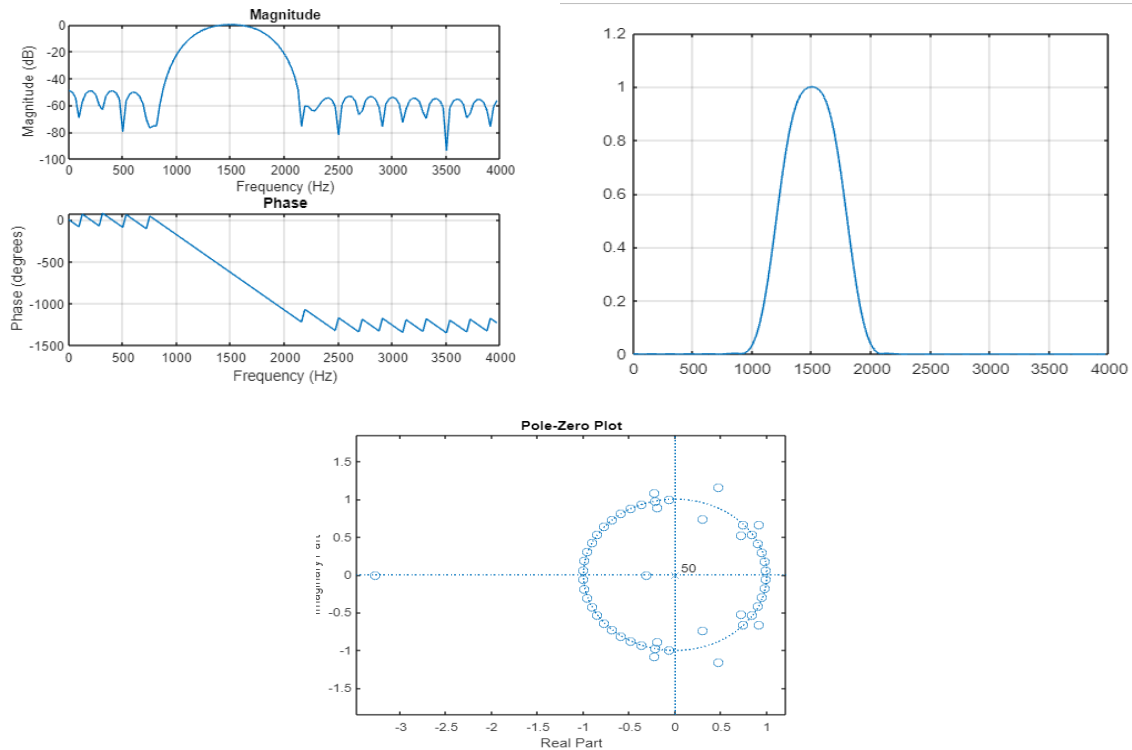 Magnitude
0
-20
-40
-60
-80
-100
Magnitude (dB)
0 500 1000 1500 2000 2500 3000 3500 4000
Frequency (Hz)
Phase
0
-500
-1000
-1500
Phase (degrees)
0 500 1000 1500 2000 2500 3000 3500 4000
Frequency (Hz)
1.2
1
0.8
0.6
0.4
0.2
0
0 500 1000 1500 2000 2500 3000 3500 4000
Pole-Zero Plot
1.5
1
0.5
0
-0.5
-1
-1.5
50
-3 -2.5 -2 -1.5 -1 -0.5 0 0.5 1
Real Part